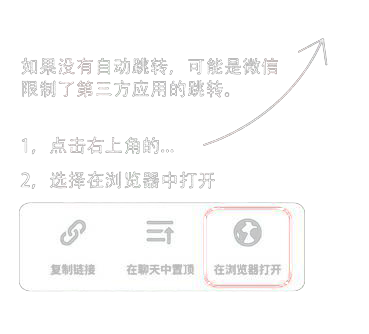 如果没有自动跳转，可能是微信
限制了第三方应用的跳转。
1，点击右上角的...
2，选择在浏览器中打开
复制链接
在聊天中置顶
在浏览器打开